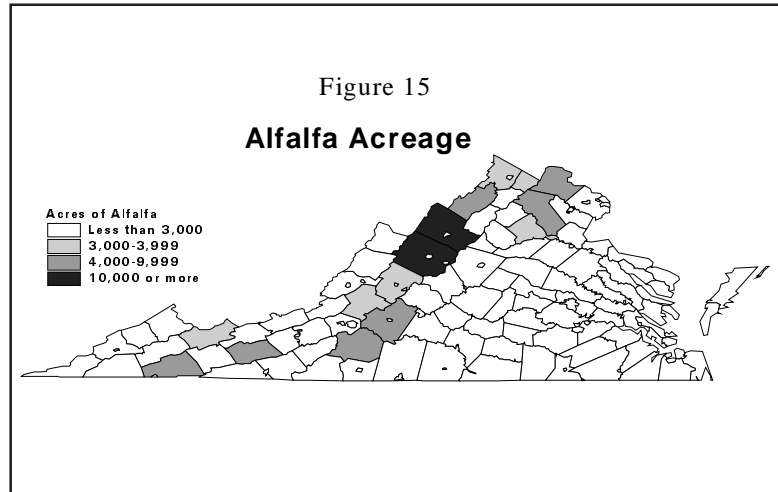 Figure 15
Alfalfa Acreage
Acres of Alfalfa
Less than 3,000
3,000-3,999
4,000-9,999
10,000 or more